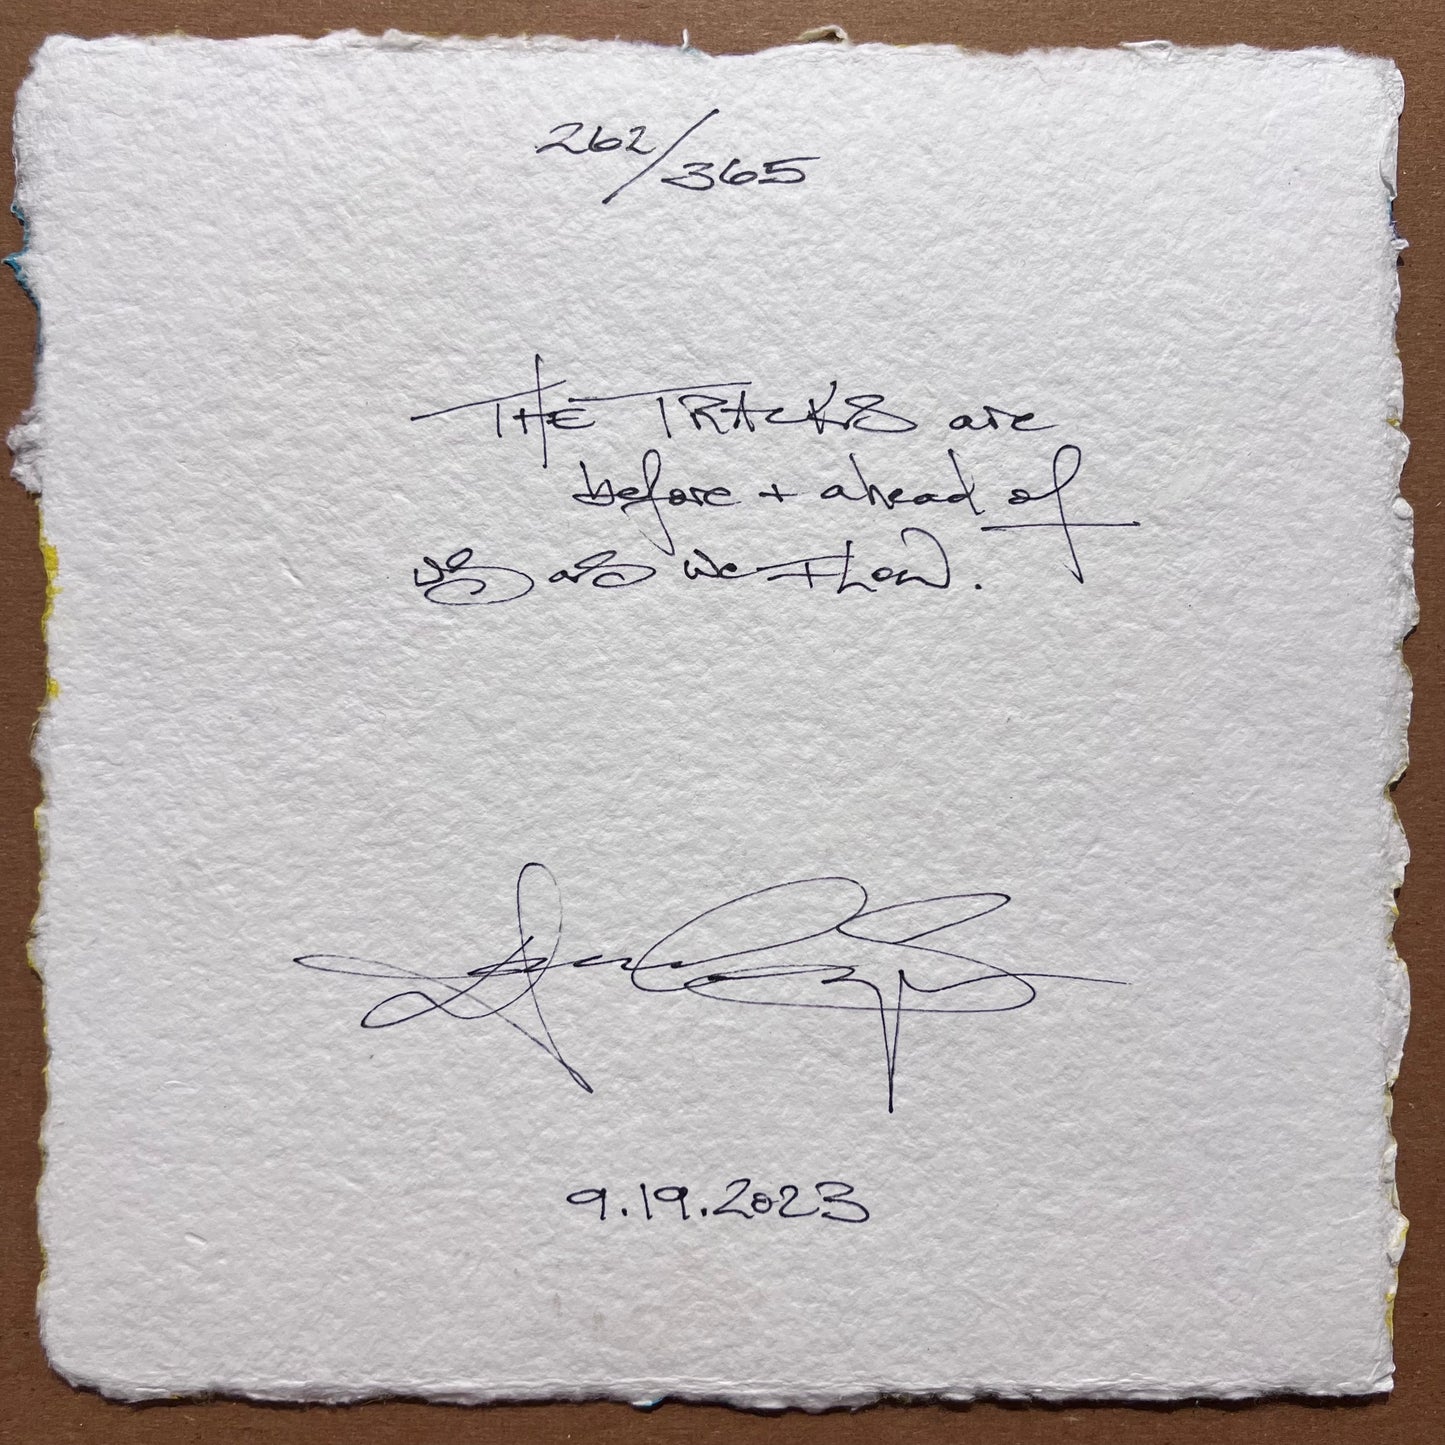 262/365
THE TRACKS are
before + ahead of
us as we FLOW.
9.19.2023